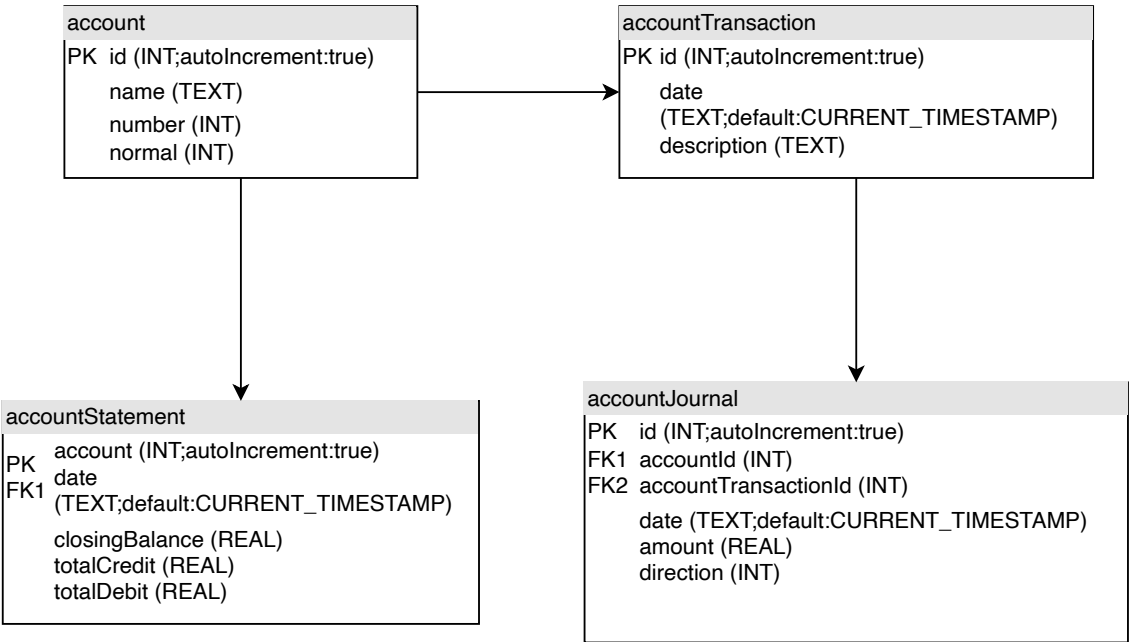 account
PK id (INT;autoIncrement:true)
name (TEXT)
number (INT)
normal (INT)
accountTransaction
PK id (INT;autoIncrement:true)
date
(TEXT;default:CURRENT_TIMESTAMP)
description (TEXT)
accountStatement
PK
FK1
account (INT;autoIncrement:true)
date
(TEXT;default:CURRENT_TIMESTAMP)
closingBalance (REAL)
totalCredit (REAL)
totalDebit (REAL)
accountJournal
PK id (INT;autoIncrement:true)
FK1 accountId (INT)
FK2 accountTransactionId (INT)
date (TEXT;default:CURRENT_TIMESTAMP)
amount (REAL)
direction (INT)